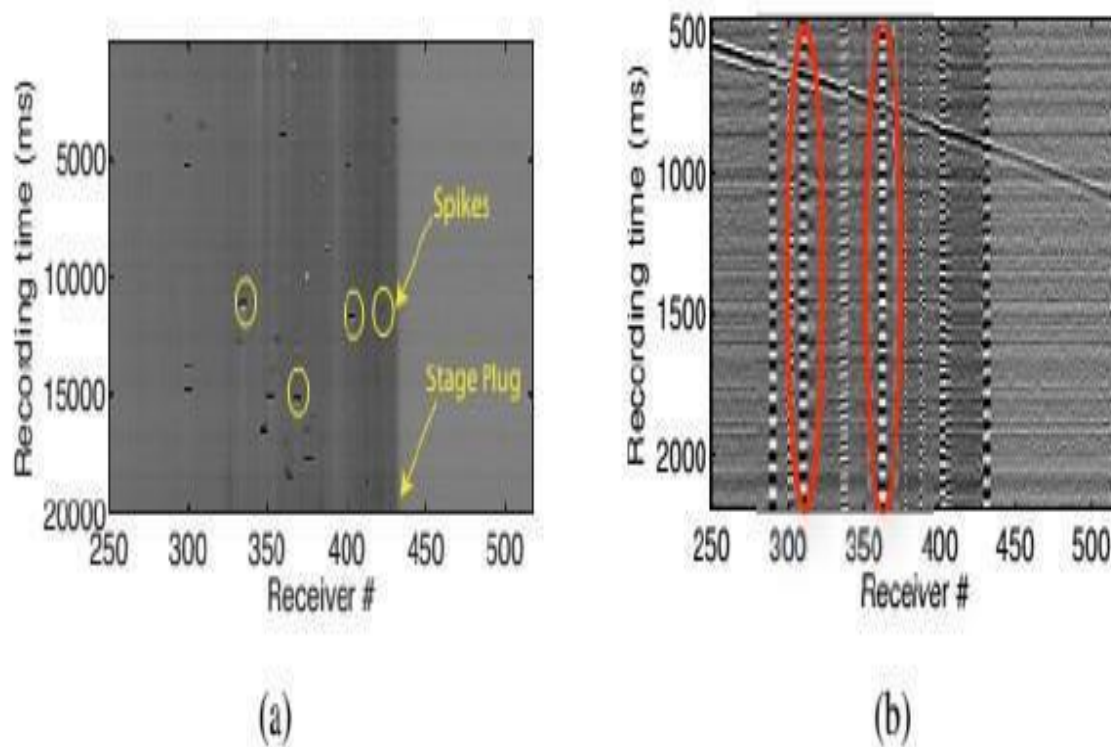 Recording time (ms)
5000
10000
15000
20000
250 300 350 400 450 500
Receiver #
Spikes
Stage Plug
(a)
Recording time (ms)
500
1000
1500
2000
250 300 350 400 450 500
Receiver #
(b)